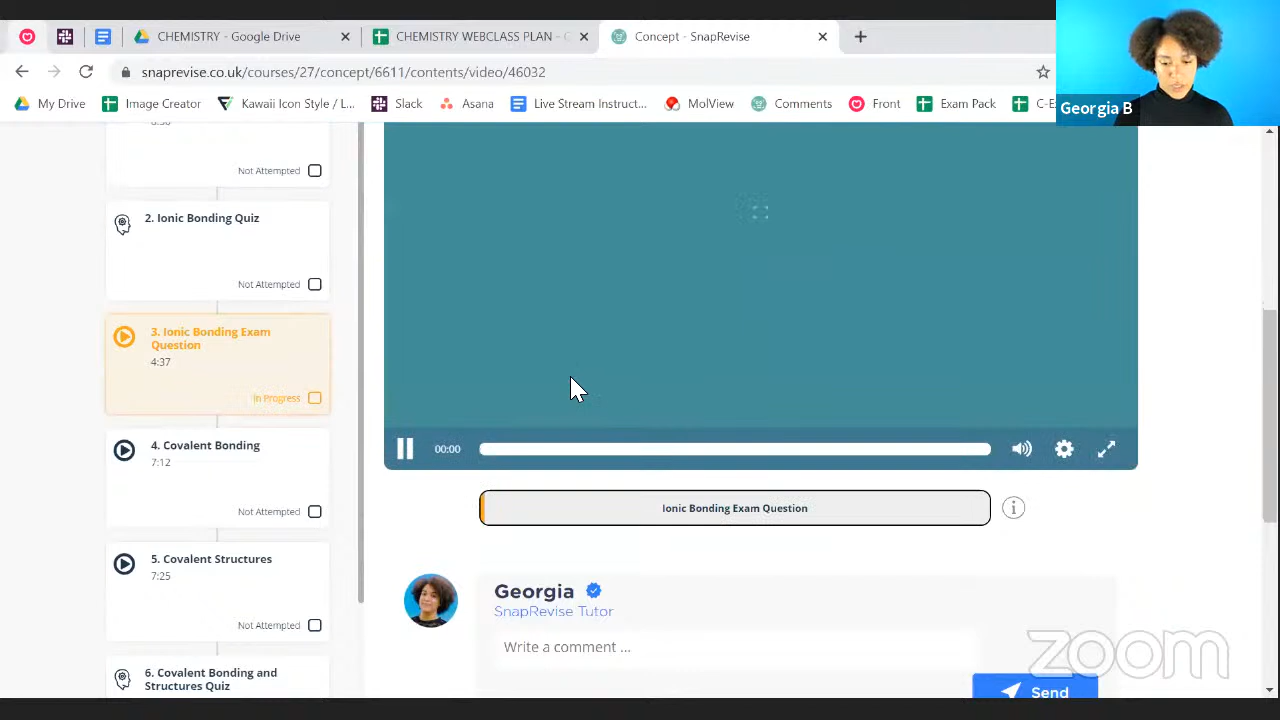 CHEMISTRY - Google Drive
CHEMISTRY WEBCLASS PLAN - C
Concept - SnapRevise
snaprevise.co.uk/courses/27/concept/6611/contents/video/46032
My Drive
Image Creator
Kawaii Icon Style / I...
Slack
Asana
Live Stream Instruct...
MolView
Comments
Front
Exam Pack
C-E
Georgia B
Not Attempted
2. Ionic Bonding Quiz
Not Attempted
3. Ionic Bonding Exam
Question
4:37
In Progress
4. Covalent Bonding
7:12
Not Attempted
5. Covalent Structures
7:25
Not Attempted
6. Covalent Bonding and
Structures Quiz
00:00
Ionic Bonding Exam Question
Georgia
SnapRevise Tutor
Write a comment ...
Send
zoom